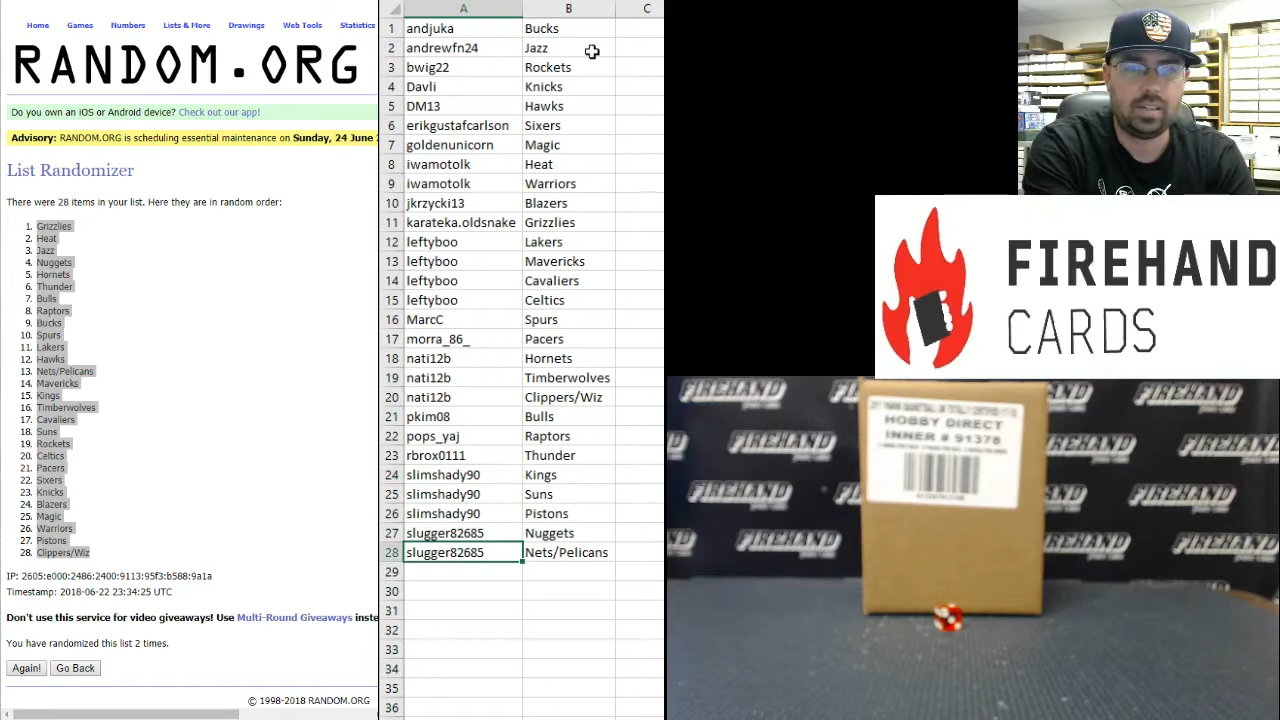 Home Games Numbers Lists & More Drawings Web Tools Statistics
RANDOM.ORG
Do you own an iOS or Android device? Check out our app!
Advisory: RANDOM.ORG is scheduling essential maintenance on Sunday, 24 June
List Randomizer
There were 28 items in your list. Here they are in random order:
1. Grizzlies
2. Heat
3. Jazz
4. Nuggets
5. Hornets
6. Thunder
7. Bulls
8. Raptors
9. Bucks
10. Spurs
11. Lakers
12. Hawks
13. Nets/Pelicans
14. Mavericks
15. Kings
16. Timberwolves
17. Cavaliers
18. Suns
19. Rockets
20. Celtics
21. Pacers
22. Sixers
23. Knicks
24. Blazers
25. Magic
26. Warriors
27. Pistons
28. Clippers/Wiz
IP: 2605:e000:2486:2400:9113:95f3:b588:9a1a
Timestamp: 2018-06-22 23:34:25 UTC
Don't use this service for video giveaways! Use Multi-Round Giveaways inste
You have randomized this list 2 times.
Again! Go Back
© 1998-2018 RANDOM.ORG
A B C
1 andjuka Bucks
2 andrewfn24 Jazz
3 bwig22 Rockets
4 Davli Knicks
5 DM13 Hawks
6 erikgustafcarlson Sixers
7 goldenunicorn Magic
8 iwamotolk Heat
9 iwamotolk Warriors
10 jkrzycki13 Blazers
11 karateka.oldsnake Grizzlies
12 leftyboo Lakers
13 leftyboo Mavericks
14 leftyboo Cavaliers
15 leftyboo Celtics
16 MarcC Spurs
17 morra_86_ Pacers
18 nati12b Hornets
19 nati12b Timberwolves
20 nati12b Clippers/Wiz
21 pkim08 Bulls
22 pops_yaj Raptors
23 rbrox0111 Thunder
24 slimshady90 Kings
25 slimshady90 Suns
26 slimshady90 Pistons
27 slugger82685 Nuggets
28 slugger82685 Nets/Pelicans
29
30
31
32
33
34
35
36
FIREHAND
CARDS
HOBBY DIRECT
INNER # 91378
FIREHAND
FIREHAND
FIREHAND
FIREHAND
FIREHAND
FIREHAND